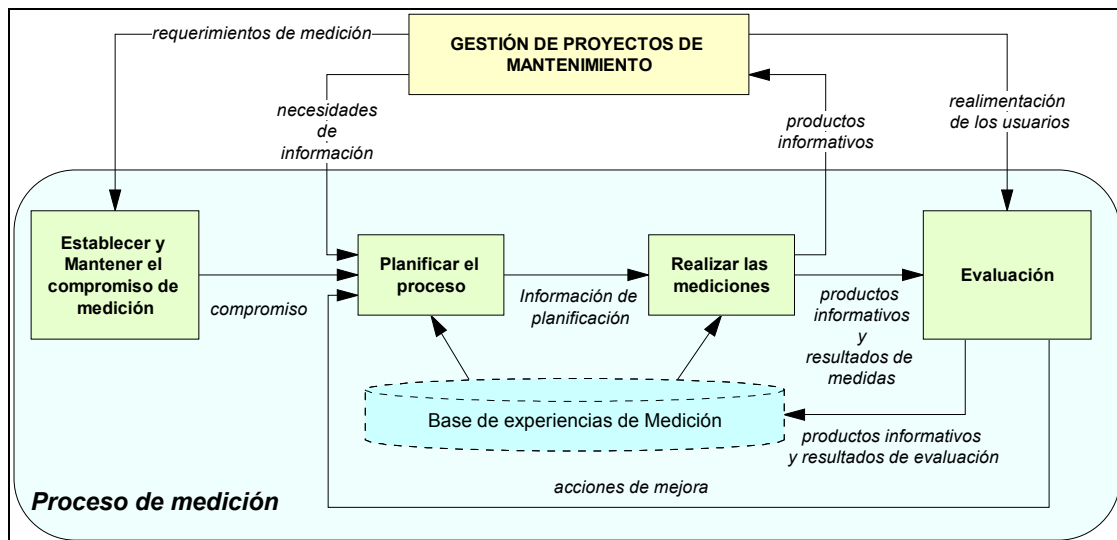 requerimientos de medición
GESTIÓN DE PROYECTOS DE
MANTENIMIENTO
necesidades
de
información
productos
informativos
realimentación
de los usuarios
Establecer y
Mantener el
compromiso de
medición
compromiso
Planificar el
proceso
Información de
planificación
Realizar las
mediciones
productos
informativos
y
resultados de
medidas
Evaluación
Base de experiencias de Medición
productos informativos
y resultados de evaluación
acciones de mejora
Proceso de medición